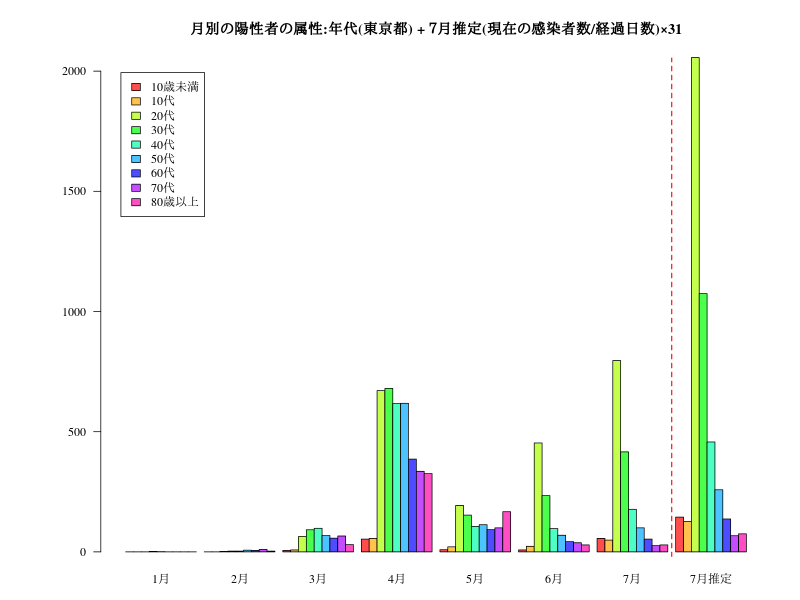 月別の陽性者の属性:年代(東京都) + 7月推定(現在の感染者数/経過日数)×31
2000
1500
1000
500
0
10歳未満
10代
20代
30代
40代
50代
60代
70代
80歳以上
1月
2月
3月
4月
5月
6月
7月
7月推定